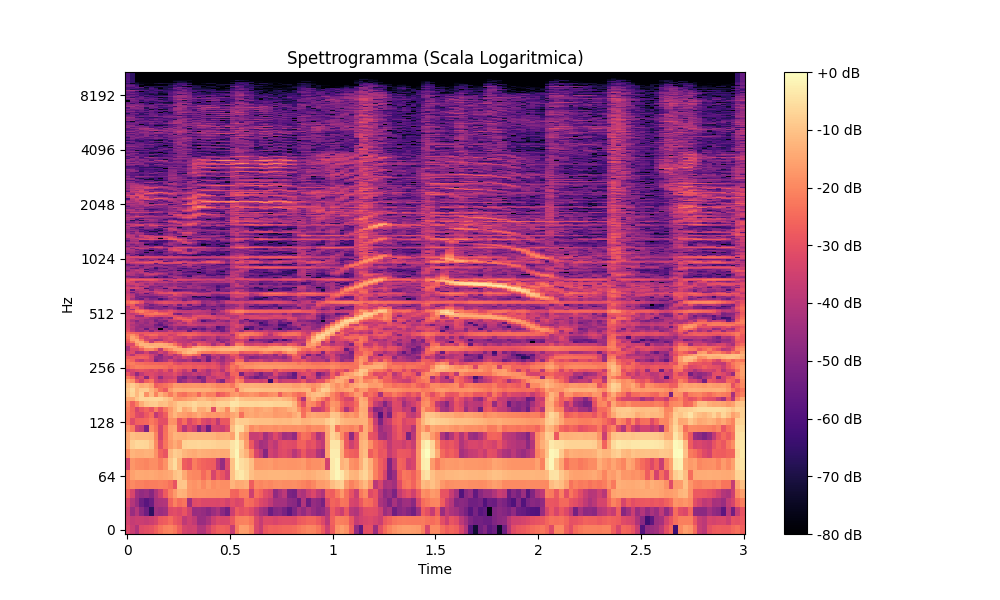 Spettrogramma (Scala Logaritmica)
Hz
8192
4096
2048
1024
512
256
128
64
0
0
0.5
1
1.5
2
2.5
3
Time
+0 dB
-10 dB
-20 dB
-30 dB
-40 dB
-50 dB
-60 dB
-70 dB
-80 dB